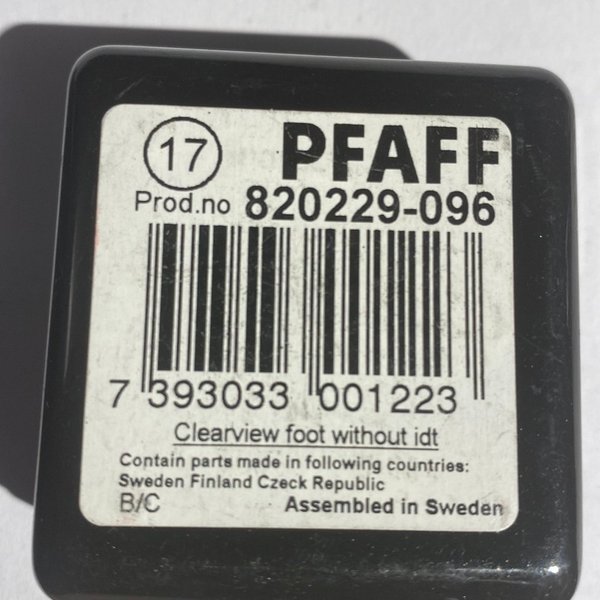 17 PFAFF
Prod.no 820229-096
7 393033 001223
Clearview foot without idt
Contain parts made in following countries:
Sweden Finland Czeck Republic
B/C Assembled in Sweden